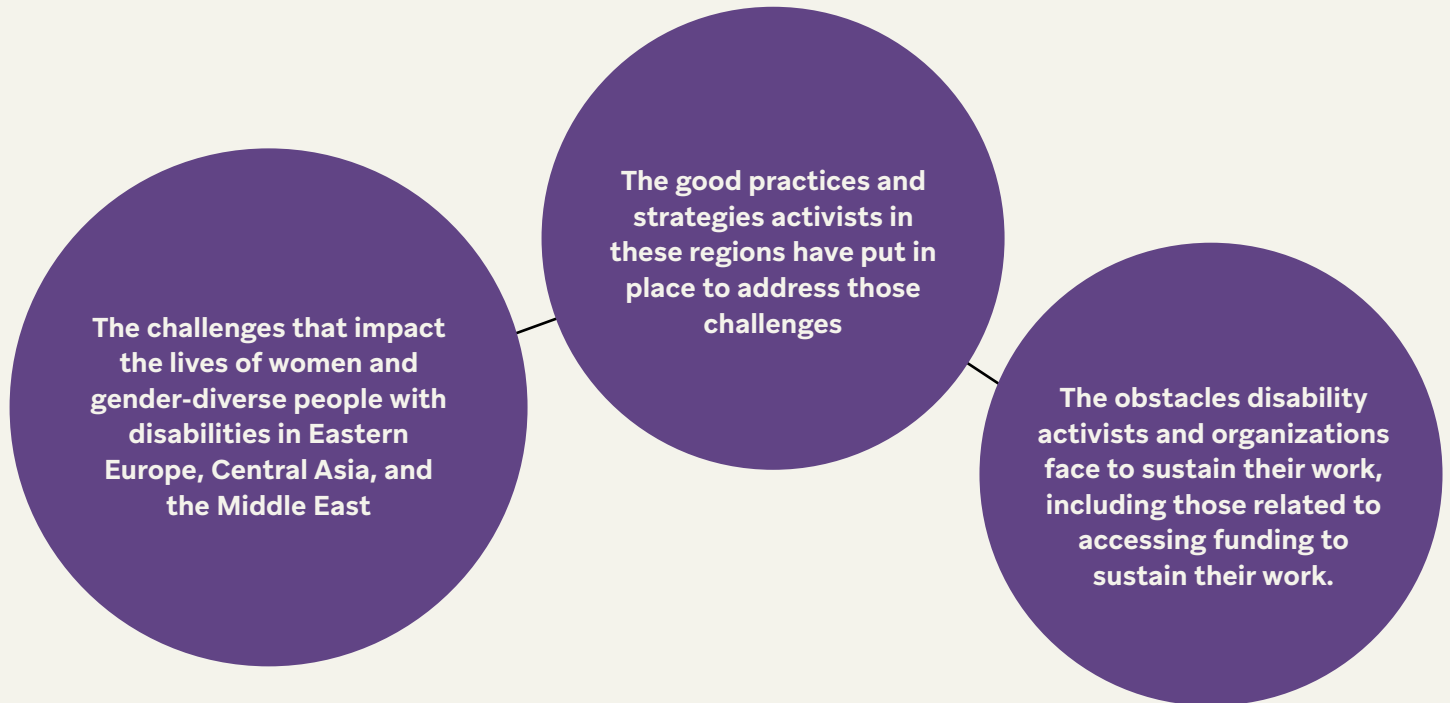 The challenges that impact
the lives of women and
gender-diverse people with
disabilities in Eastern
Europe, Central Asia, and
the Middle East
The good practices and
strategies activists in
these regions have put in
place to address those
challenges
The obstacles disability
activists and organizations
face to sustain their work,
including those related to
accessing funding to
sustain their work.